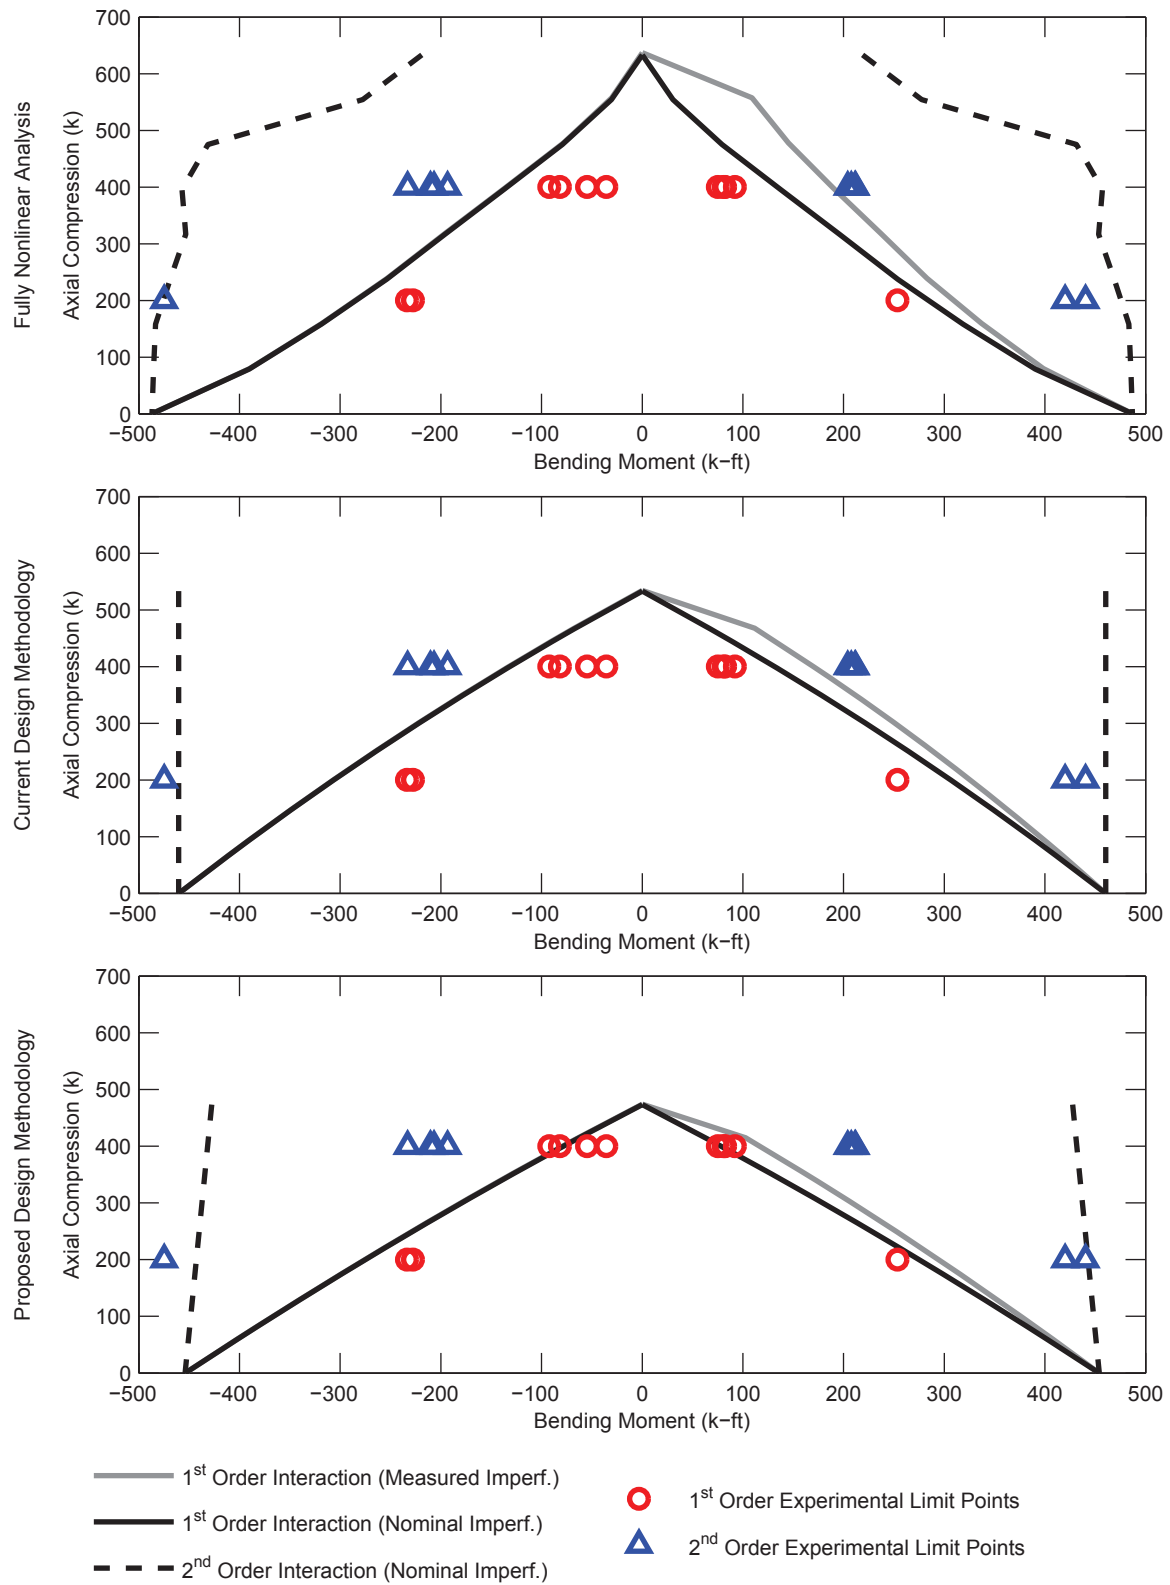 Fully Nonlinear Analysis
Axial Compression (k)
700
600
500
400
300
200
100
0
−500 −400 −300 −200 −100 0 100 200 300 400 500
Bending Moment (k−ft)
Current Design Methodology
Axial Compression (k)
700
600
500
400
300
200
100
0
−500 −400 −300 −200 −100 0 100 200 300 400 500
Bending Moment (k−ft)
Proposed Design Methodology
Axial Compression (k)
700
600
500
400
300
200
100
0
−500 −400 −300 −200 −100 0 100 200 300 400 500
Bending Moment (k−ft)
1st Order Interaction (Measured Imperf.)
1st Order Interaction (Nominal Imperf.)
2nd Order Interaction (Nominal Imperf.)
1st Order Experimental Limit Points
2nd Order Experimental Limit Points